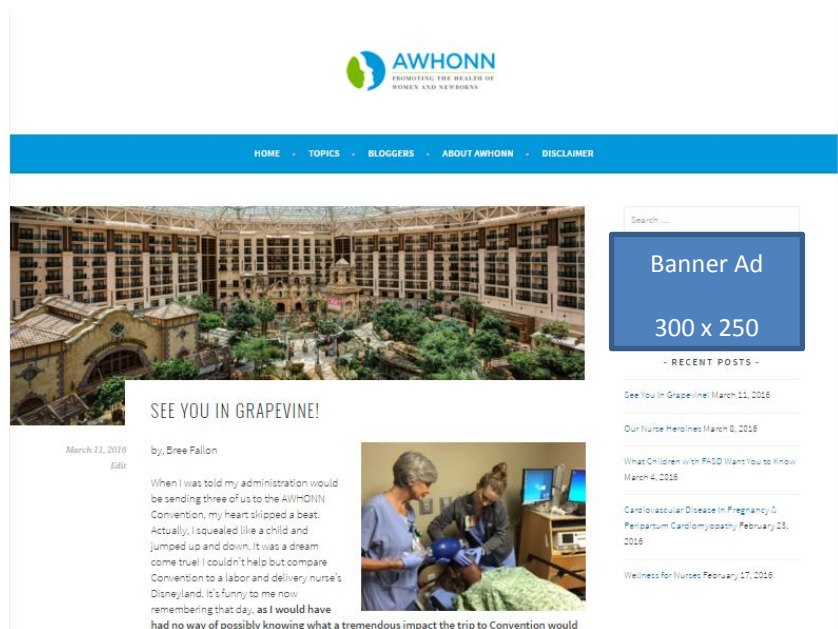 AWHONN
PROMOTING THE HEALTH OF
WOMEN AND NEWBORNS
HOME - TOPICS - BLOGGERS - ABOUT AWHONN - DISCLAIMER
Search ...
Banner Ad
300 x 250
- RECENT POSTS -
See You in Grapevine! March 11, 2016
Our Nurse Heroines March 8, 2016
What Children with FASD Want You to Know
March 4, 2016
Cardiovascular Disease in Pregnancy &
Peripartum Cardiomyopathy February 23,
2016
Wellness for Nurses February 17, 2016
SEE YOU IN GRAPEVINE!
March 11, 2016
Edit
by, Bree Fallon
When I was told my administration would
be sending three of us to the AWHONN
Convention, my heart skipped a beat.
Actually, I squealed like a child and
jumped up and down. It was a dream
come true! I couldn't help but compare
Convention to a labor and delivery nurse's
Disneyland. It's funny to me now
remembering that day, as I would have
had no way of possibly knowing what a tremendous impact the trip to Convention would